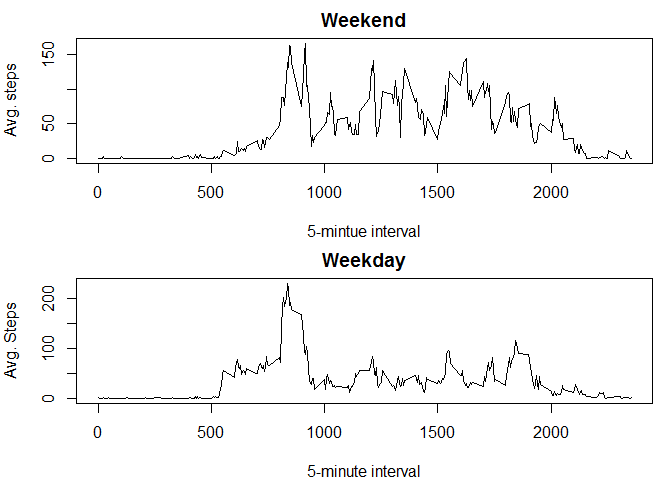 Weekend
Avg. steps
0 50 150
0 500 1000 1500 2000
5-mintue interval
Weekday
Avg. Steps
0 100 200
0 500 1000 1500 2000
5-minute interval